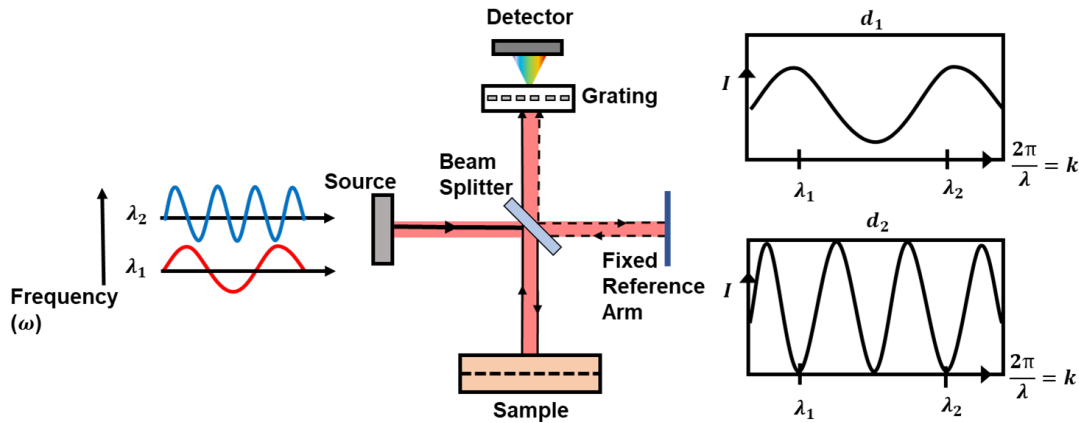 Detector
Grating
Beam
Splitter
Source
λ₂
λ₁
Frequency
(ω)
Fixed
Reference
Arm
Sample
d₁
I
λ₁
λ₂
2π/λ = k
d₂
I
λ₁
λ₂
2π/λ = k